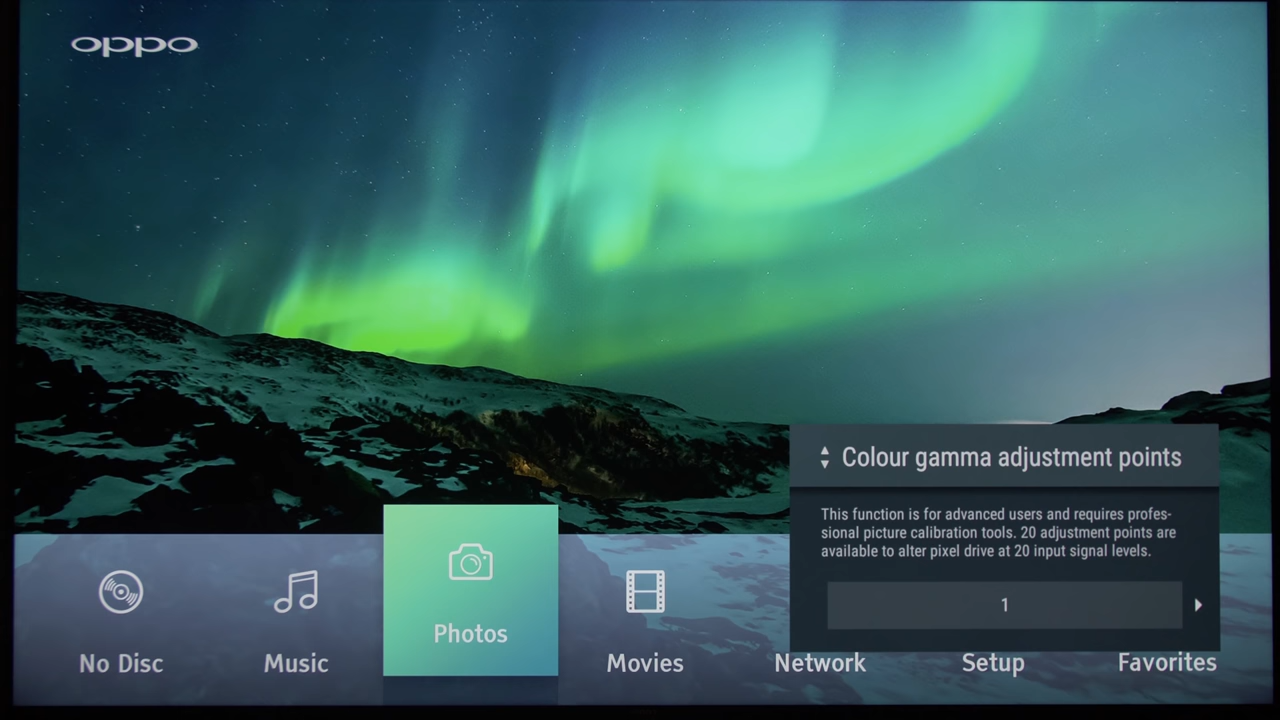 oppo
Colour gamma adjustment points
This function is for advanced users and requires profes-
sional picture calibration tools. 20 adjustment points are
available to alter pixel drive at 20 input signal levels.
1
No Disc
Music
Photos
Movies
Network
Setup
Favorites